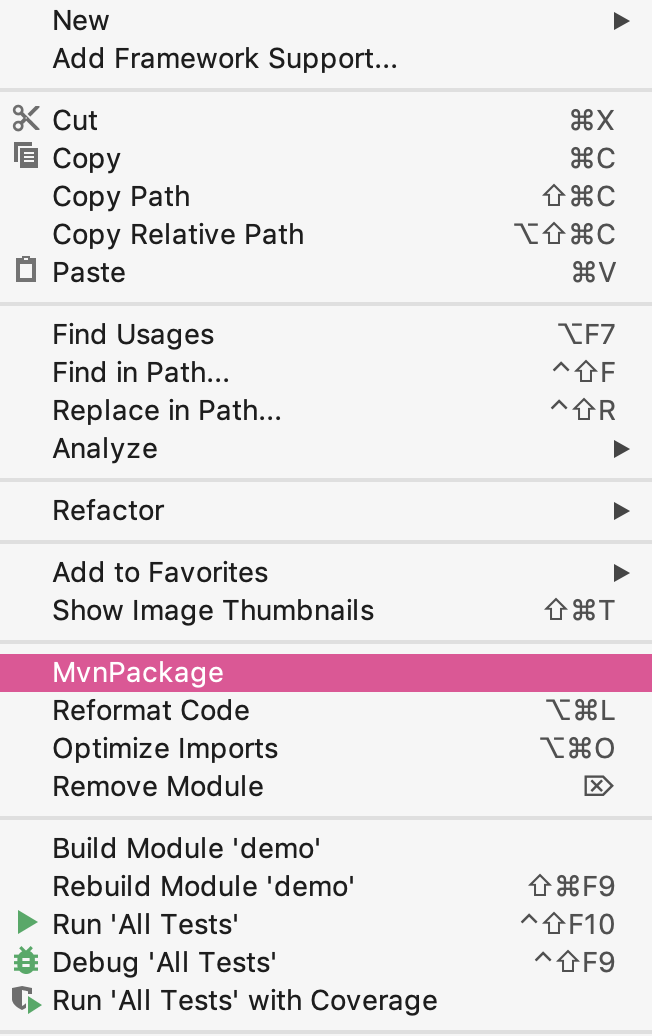 New
Add Framework Support...
Cut ⌘X
Copy ⌘C
Copy Path ⇧⌘C
Copy Relative Path ⌥⇧⌘C
Paste ⌘V
Find Usages ⌥F7
Find in Path... ^⇧F
Replace in Path... ^⇧R
Analyze
Refactor
Add to Favorites
Show Image Thumbnails ⇧⌘T
MvnPackage
Reformat Code ⌥⌘L
Optimize Imports ⌥⌘O
Remove Module ⌦
Build Module 'demo'
Rebuild Module 'demo' ⇧⌘F9
Run 'All Tests' ^⇧F10
Debug 'All Tests' ^⇧F9
Run 'All Tests' with Coverage